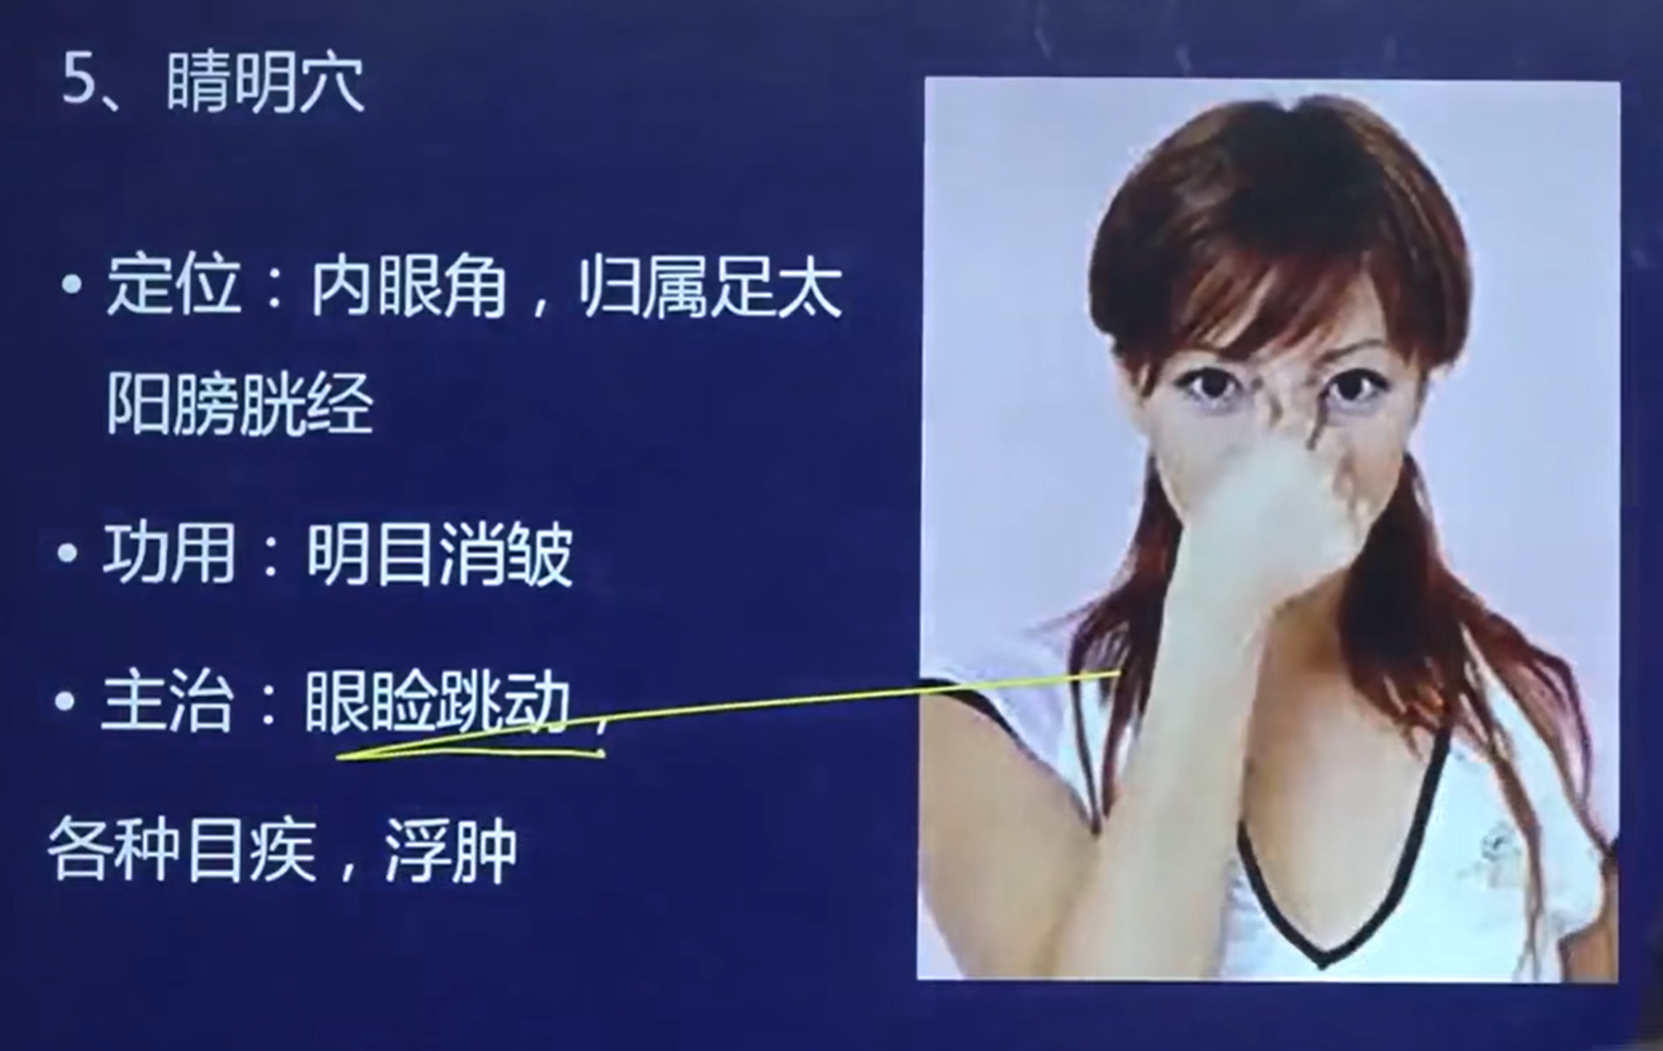 5、睛明穴
• 定位：内眼角，归属足太
阳膀胱经
• 功用：明目消皱
• 主治：眼睑跳动，
各种目疾，浮肿